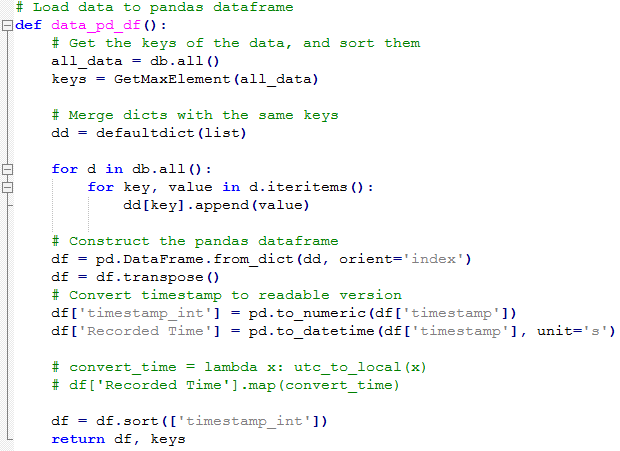 # Load data to pandas dataframe
def data_pd_df():
    # Get the keys of the data, and sort them
    all_data = db.all()
    keys = GetMaxElement(all_data)

    # Merge dicts with the same keys
    dd = defaultdict(list)

    for d in db.all():
        for key, value in d.iteritems():
            dd[key].append(value)

    # Construct the pandas dataframe
    df = pd.DataFrame.from_dict(dd, orient='index')
    df = df.transpose()
    # Convert timestamp to readable version
    df['timestamp_int'] = pd.to_numeric(df['timestamp'])
    df['Recorded Time'] = pd.to_datetime(df['timestamp'], unit='s')

    # convert_time = lambda x: utc_to_local(x)
    # df['Recorded Time'].map(convert_time)

    df = df.sort(['timestamp_int'])
    return df, keys